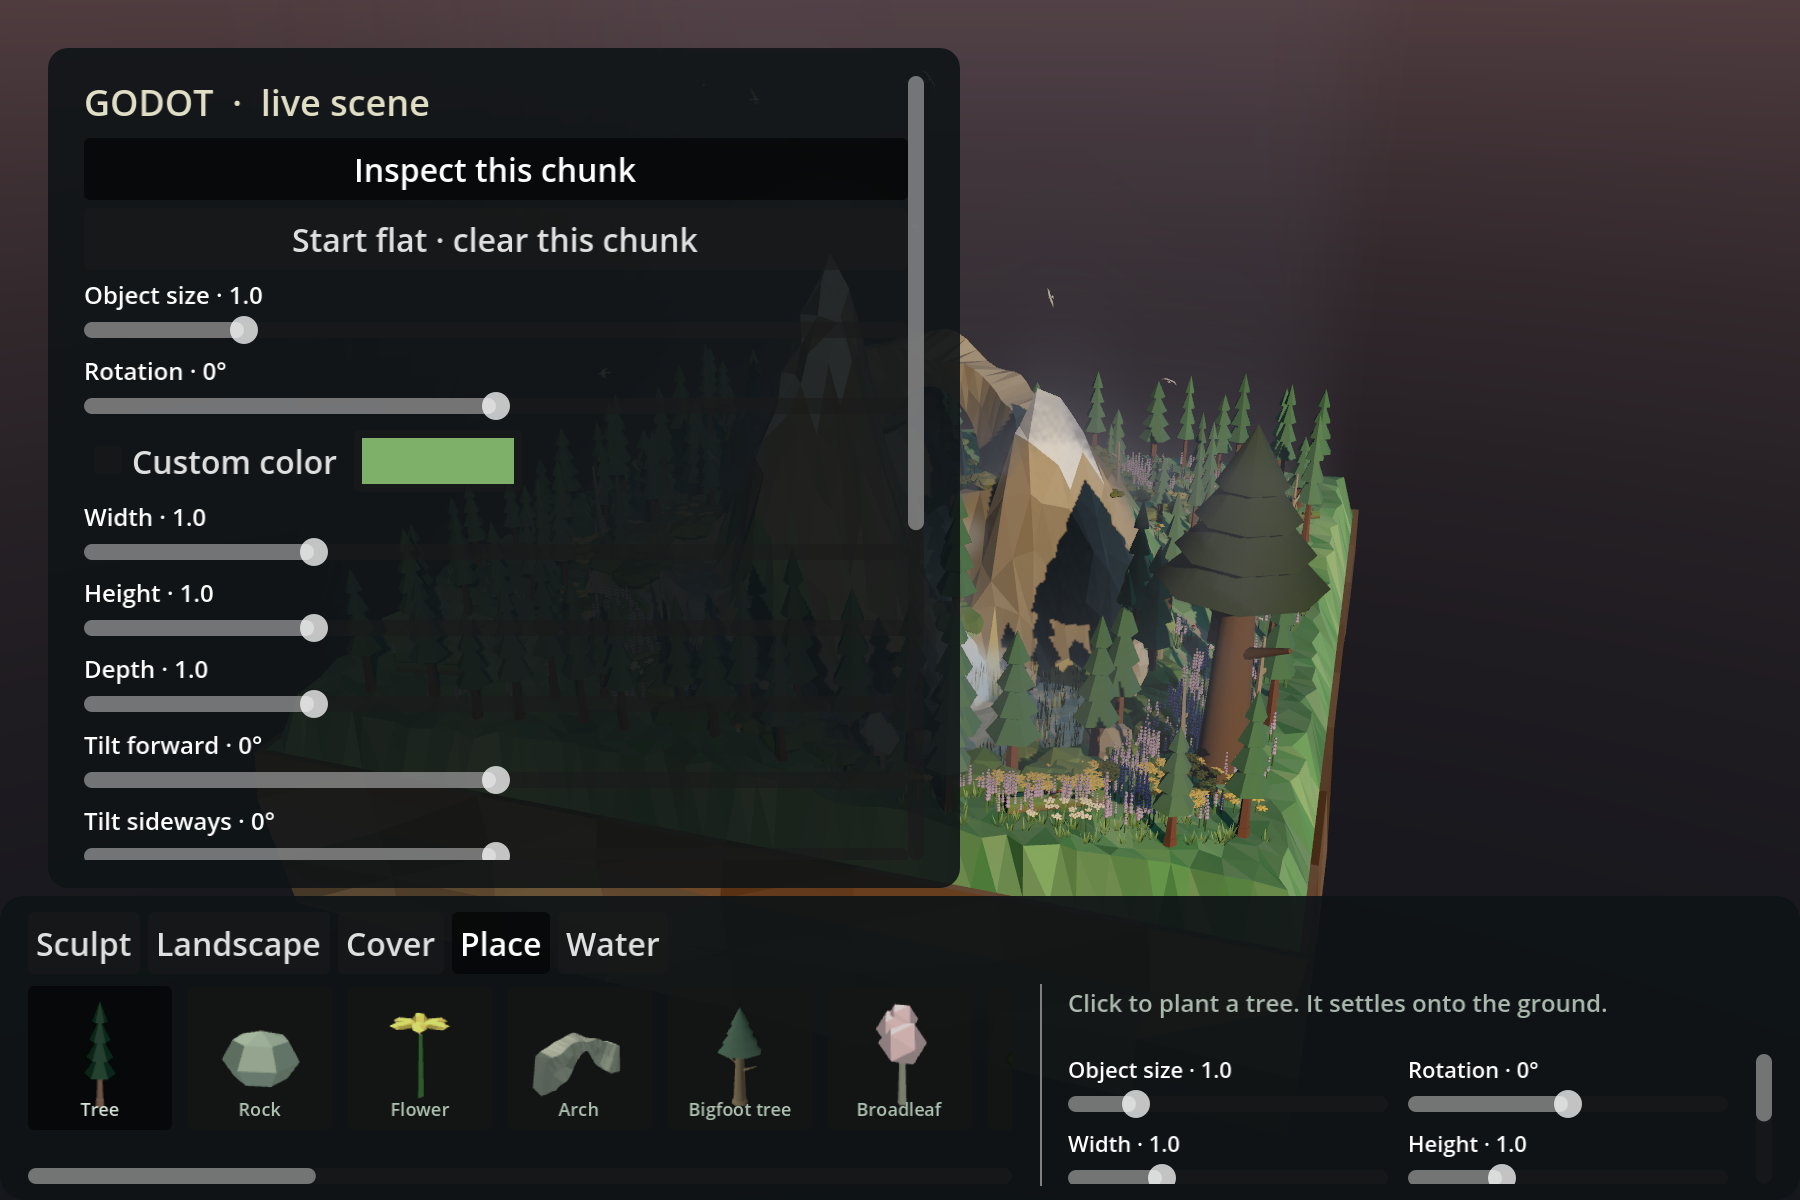 GODOT · live scene
Inspect this chunk
Start flat · clear this chunk
Object size · 1.0
Rotation · 0°
Custom color
Width · 1.0
Height · 1.0
Depth · 1.0
Tilt forward · 0°
Tilt sideways · 0°
Sculpt Landscape Cover Place Water
Tree Rock Flower Arch Bigfoot tree Broadleaf
Click to plant a tree. It settles onto the ground.
Object size · 1.0 Rotation · 0°
Width · 1.0 Height · 1.0